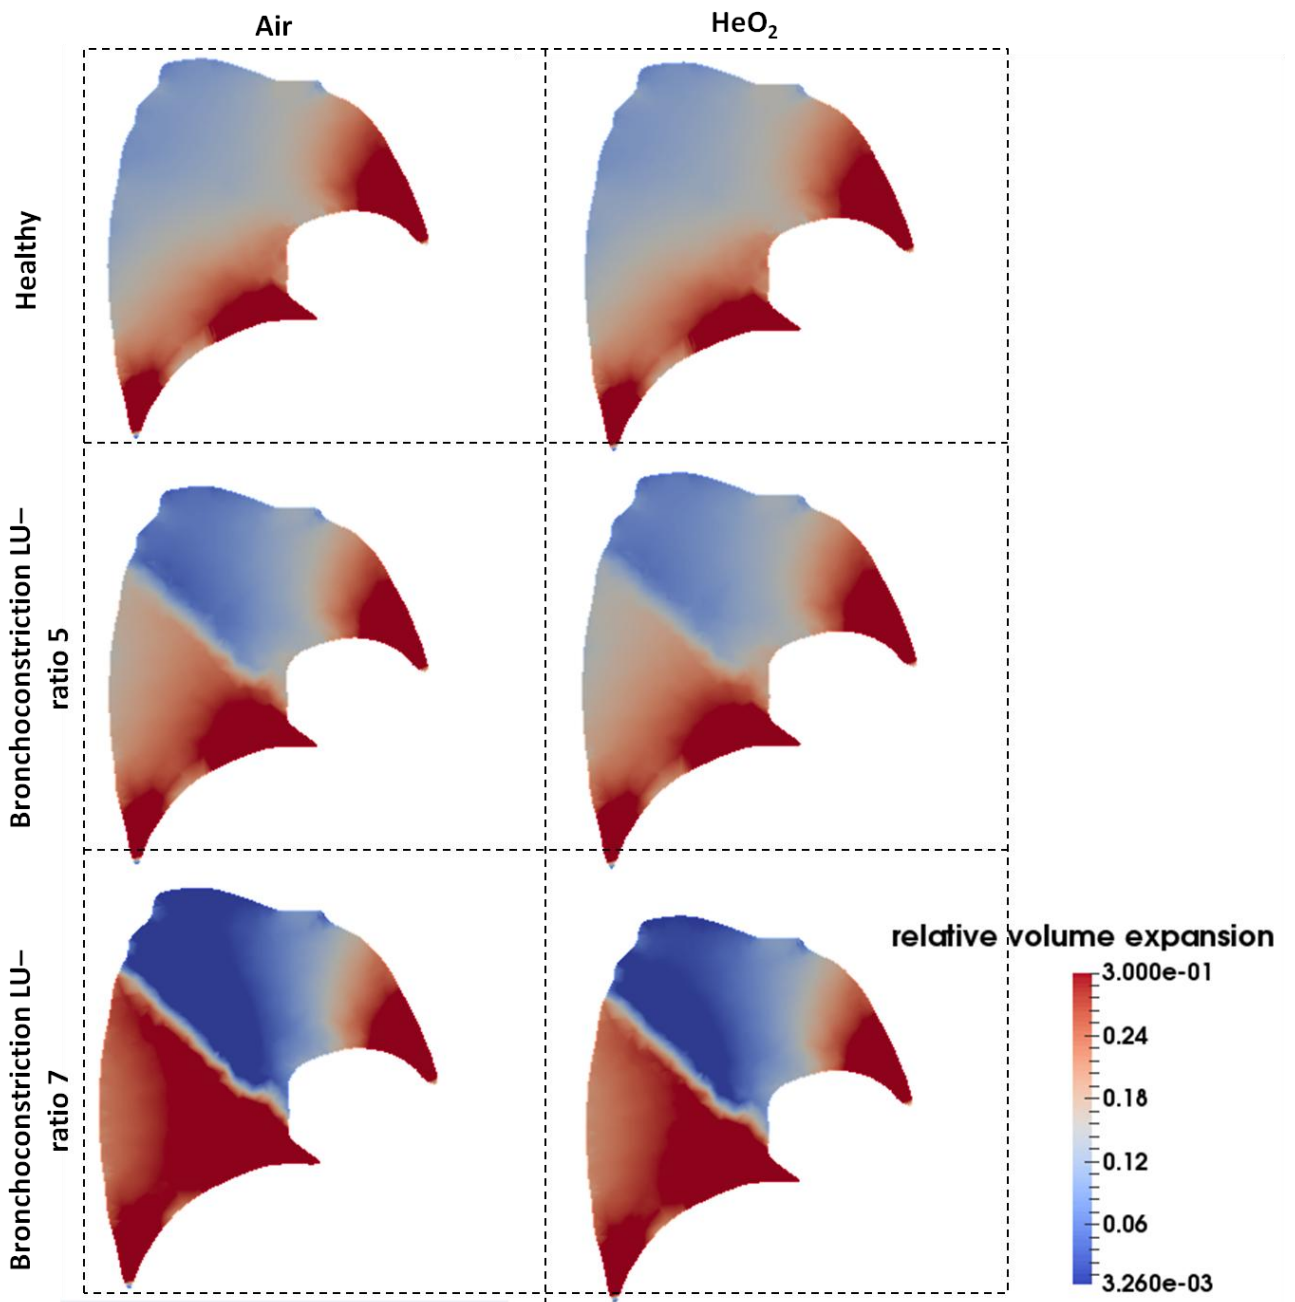 Air
HeO₂
Healthy
Bronchoconstriction LU–
ratio 5
Bronchoconstriction LU–
ratio 7
relative volume expansion
3.000e-01
0.24
0.18
0.12
0.06
3.260e-03